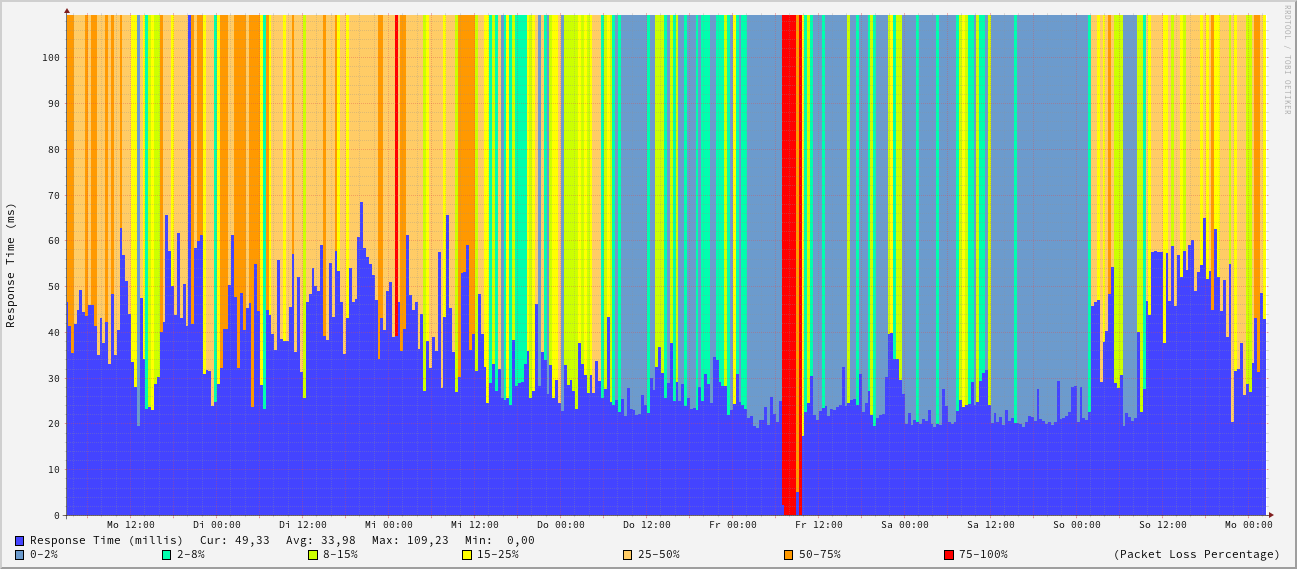 RRDTOOL / TOBI OETIKER
Response Time (ms)
100
90
80
70
60
50
40
30
20
10
0
Mo 12:00 Di 00:00 Di 12:00 Mi 00:00 Mi 12:00 Do 00:00 Do 12:00 Fr 00:00 Fr 12:00 Sa 00:00 Sa 12:00 So 00:00 So 12:00 Mo 00:00
Response Time (millis) Cur: 49,33 Avg: 33,98 Max: 109,23 Min: 0,00
0-2% 2-8% 8-15% 15-25% 25-50% 50-75% 75-100% (Packet Loss Percentage)